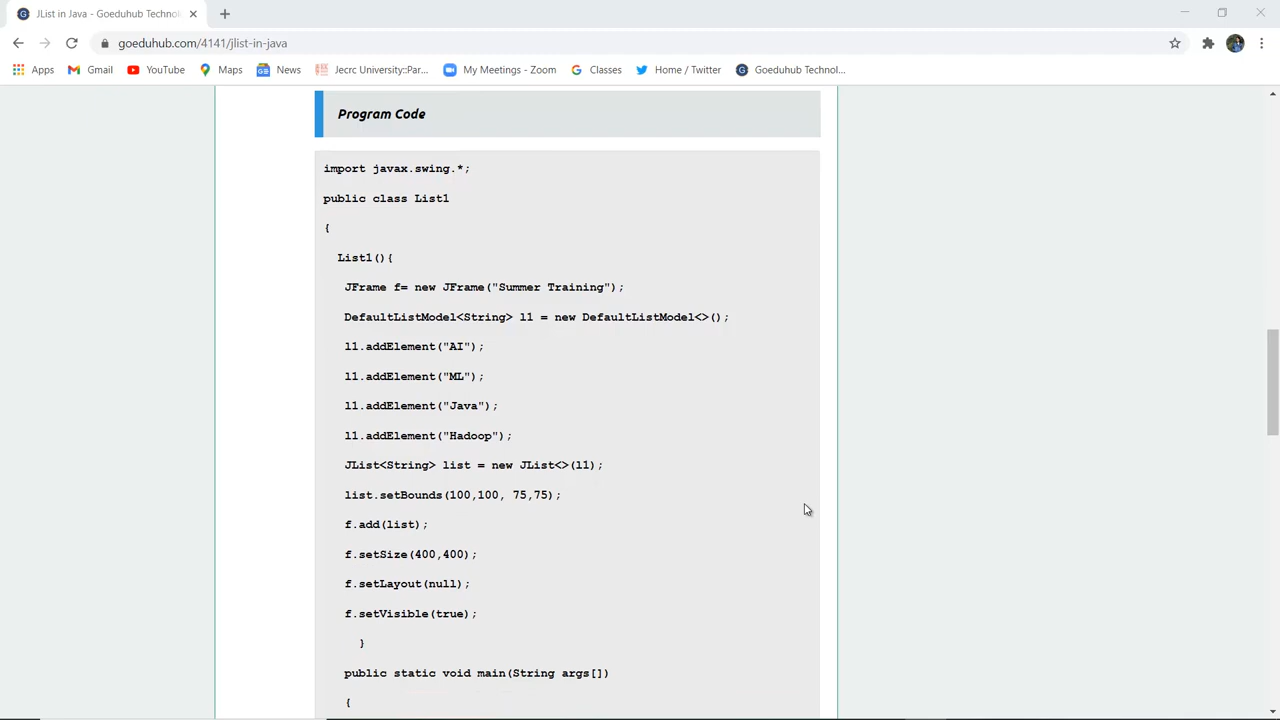 JList in Java - Goeduhub Technol
goeduhub.com/4141/jlist-in-java
Apps Gmail YouTube Maps News Jecrc University::Par... My Meetings - Zoom Classes Home / Twitter Goeduhub Technol...
Program Code
import javax.swing.*;
public class List1
{
List1(){
JFrame f= new JFrame("Summer Training");
DefaultListModel<String> l1 = new DefaultListModel<>();
l1.addElement("AI");
l1.addElement("ML");
l1.addElement("Java");
l1.addElement("Hadoop");
JList<String> list = new JList<>(l1);
list.setBounds(100,100, 75,75);
f.add(list);
f.setSize(400,400);
f.setLayout(null);
f.setVisible(true);
}
public static void main(String args[])
{